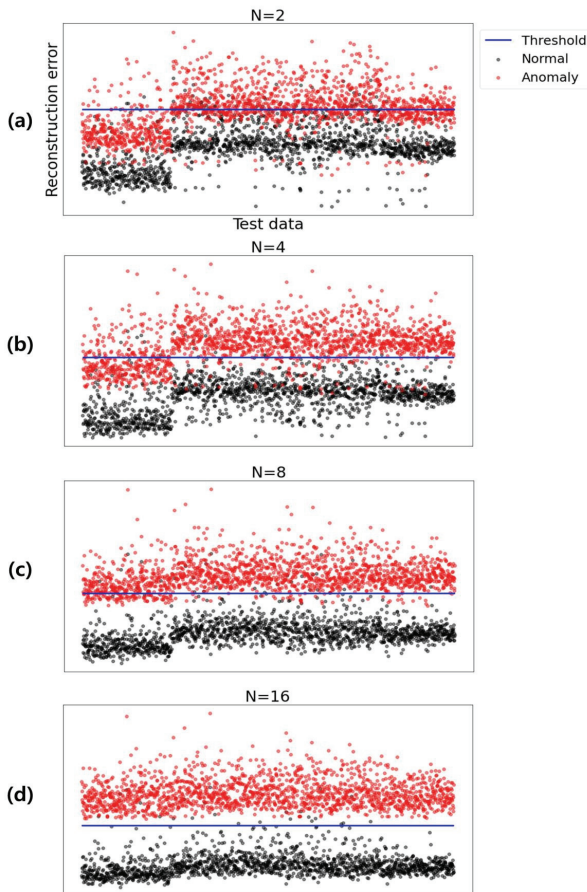 N=2
Threshold
Normal
Anomaly
Reconstruction error
(a)
Test data
N=4
(b)
N=8
(c)
N=16
(d)